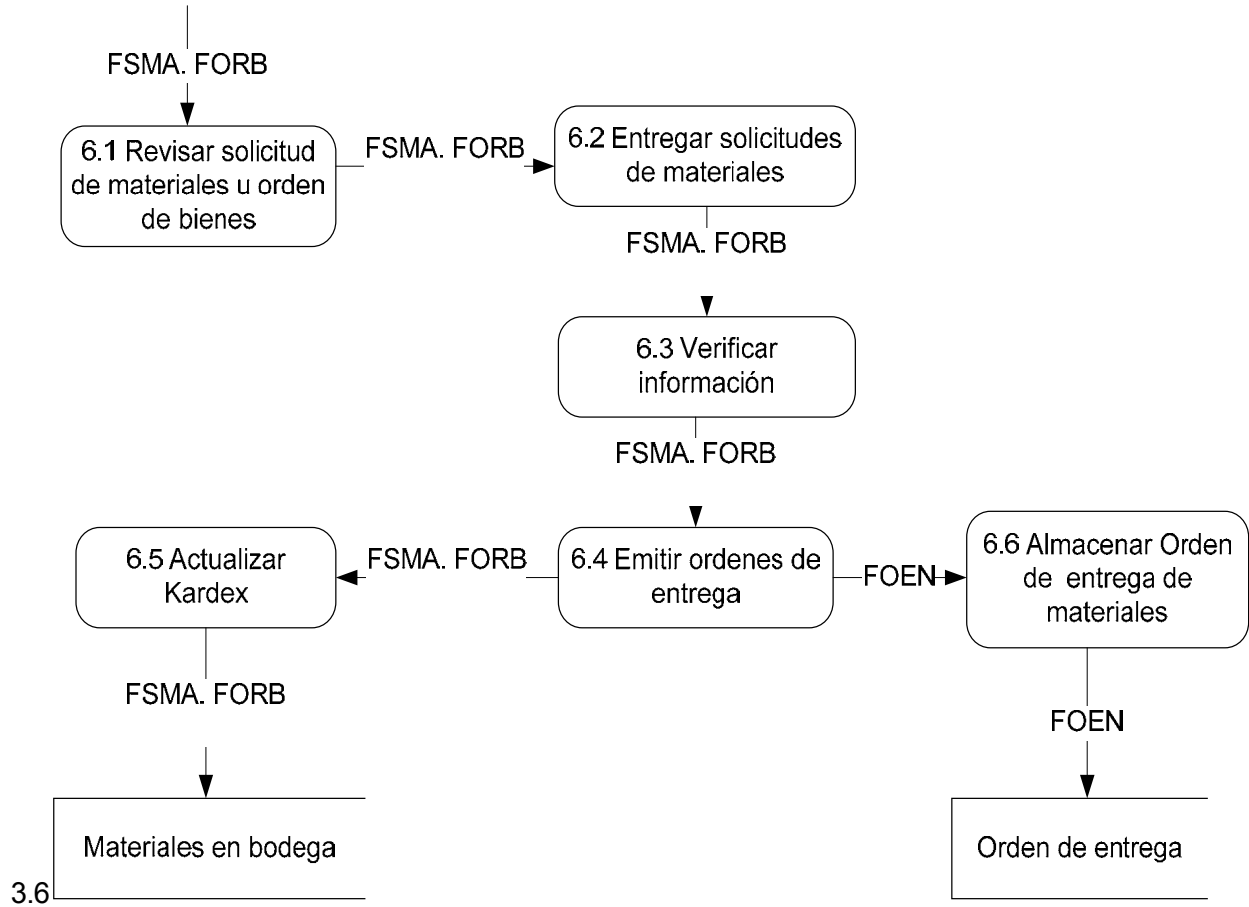 FSMA. FORB
6.1 Revisar solicitud
de materiales u orden
de bienes
FSMA. FORB
6.2 Entregar solicitudes
de materiales
FSMA. FORB
6.3 Verificar
información
FSMA. FORB
6.5 Actualizar
Kardex
FSMA. FORB
6.4 Emitir ordenes de
entrega
FOEN
6.6 Almacenar Orden
de entrega de
materiales
FSMA. FORB
FOEN
Materiales en bodega
Orden de entrega
3.6